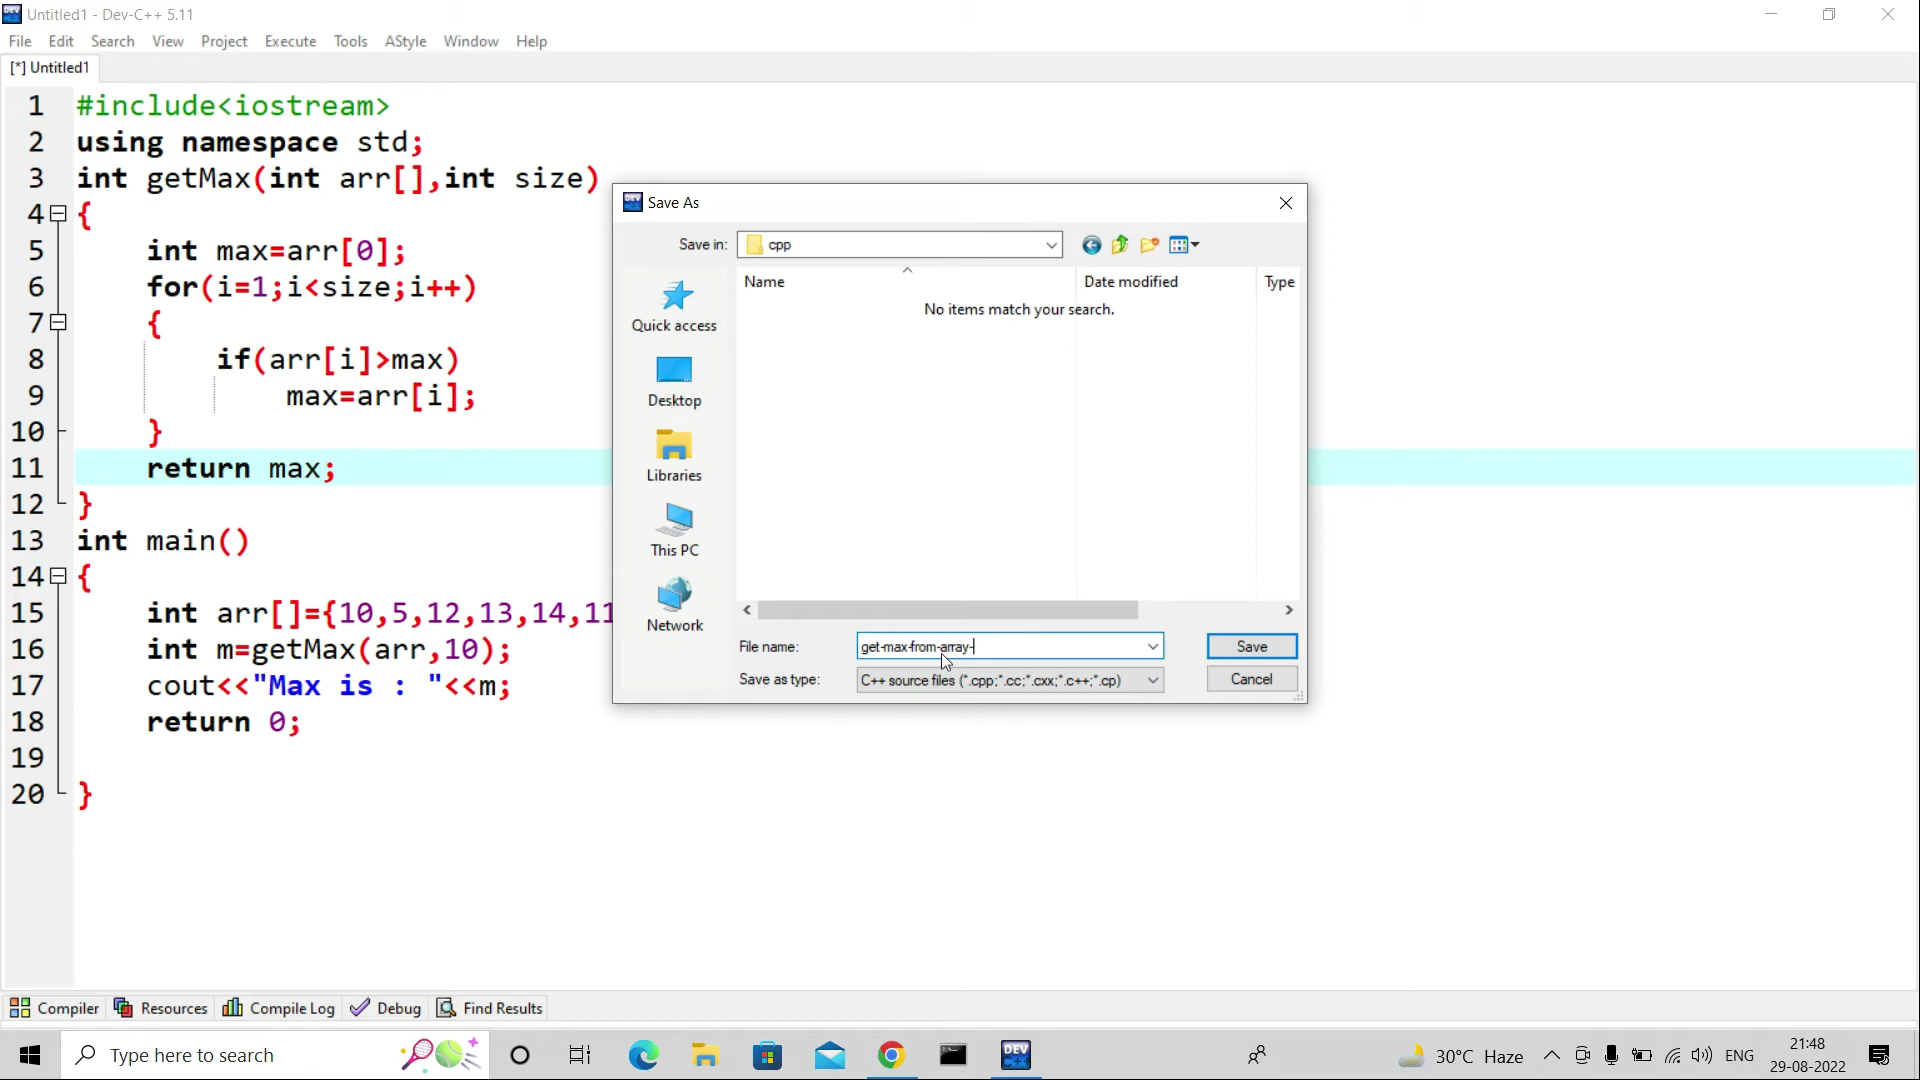 Untitled1 - Dev-C++ 5.11
File Edit Search View Project Execute Tools AStyle Window Help
[*] Untitled1
1 #include<iostream>
2 using namespace std;
3 int getMax(int arr[],int size)
4 {
5 int max=arr[0];
6 for(i=1;i<size;i++)
7 {
8 if(arr[i]>max)
9 max=arr[i];
10 }
11 return max;
12 }
13 int main()
14 {
15 int arr[]={10,5,12,13,14,11
16 int m=getMax(arr,10);
17 cout<<"Max is : "<<m;
18 return 0;
19
20 }
Save As
Save in: cpp
Name Date modified Type
No items match your search.
Quick access
Desktop
Libraries
This PC
Network
File name: get-max-from-array- Save
Save as type: C++ source files (*.cpp;*.cc;*.cxx;*.c++;*.cp) Cancel
Compiler Resources Compile Log Debug Find Results
Type here to search
DEV C++
30°C Haze
ENG
21:48
29-08-2022